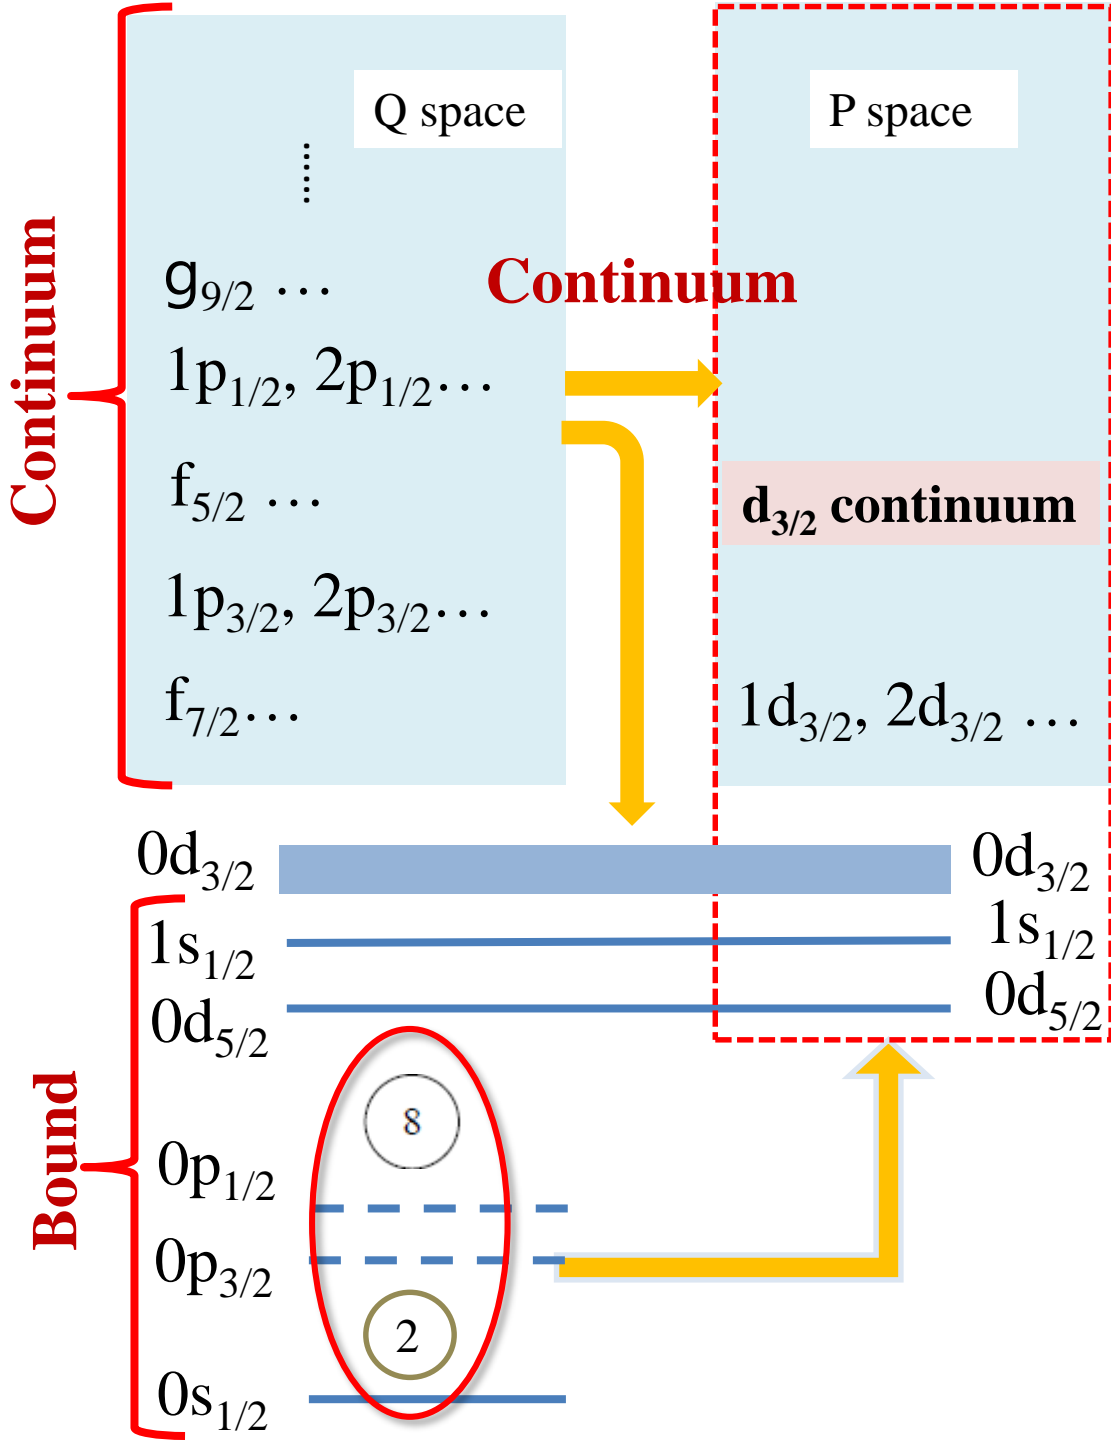 Q space
P space
g9/2 …
Continuum
Continuum
1p1/2, 2p1/2…
f5/2 …
d3/2 continuum
1p3/2, 2p3/2…
f7/2…
1d3/2, 2d3/2 …
0d3/2
0d3/2
1s1/2
1s1/2
0d5/2
0d5/2
Bound
8
0p1/2
0p3/2
2
0s1/2